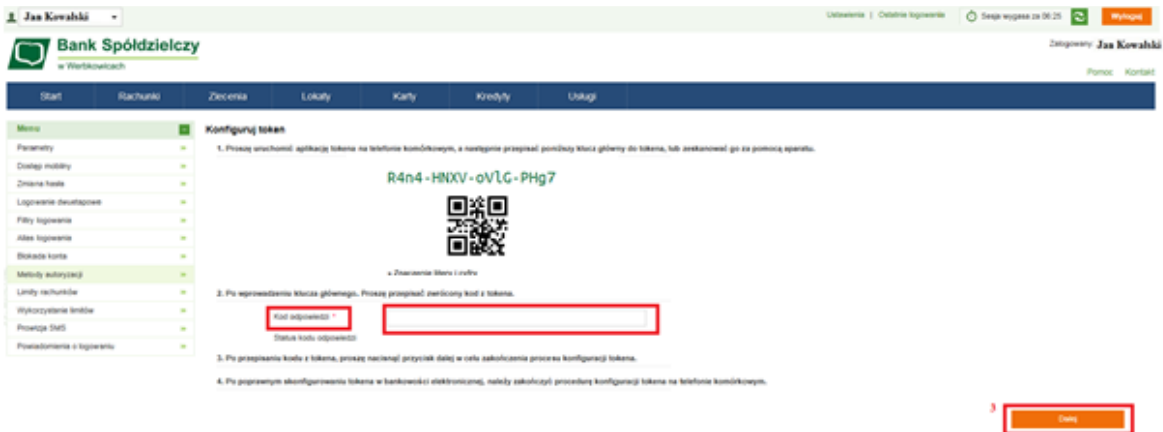 Jan Kowalski
Ustawienia | Ostatnie logowania
Sesja wygasa za 06:25
Wyloguj
Bank Spółdzielczy
w Werbkowicach
Zalogowany: Jan Kowalski
Pomoc Kontakt
Start Rachunki Zlecenia Lokaty Karty Kredyty Usługi
Menu
Parametry
Dostęp mobilny
Zmiana hasła
Logowanie dwuetapowe
Filtry logowania
Alias logowania
Blokada konta
Metody autoryzacji
Limity rachunków
Wykorzystanie limitów
Prowizja SMS
Powiadomienia o logowaniu
Konfiguruj token
1. Proszę uruchomić aplikację tokena na telefonie komórkowym, a następnie przepisać poniższy klucz główny do tokena, lub zeskanować go za pomocą aparatu.
R4n4-HNXV-oVlG-PHg7
Znaczenie litery i cyfry
2. Po wprowadzeniu klucza głównego. Proszę przepisać zwrócony kod z tokena.
Kod odpowiedzi *
Status kodu odpowiedzi
3. Po przepisaniu kodu z tokena, proszę nacisnąć przycisk dalej w celu zakończenia procesu konfiguracji tokena.
4. Po poprawnym skonfigurowaniu tokena w bankowości elektronicznej, należy zakończyć procedurę konfiguracji tokena na telefonie komórkowym.
3
Dalej